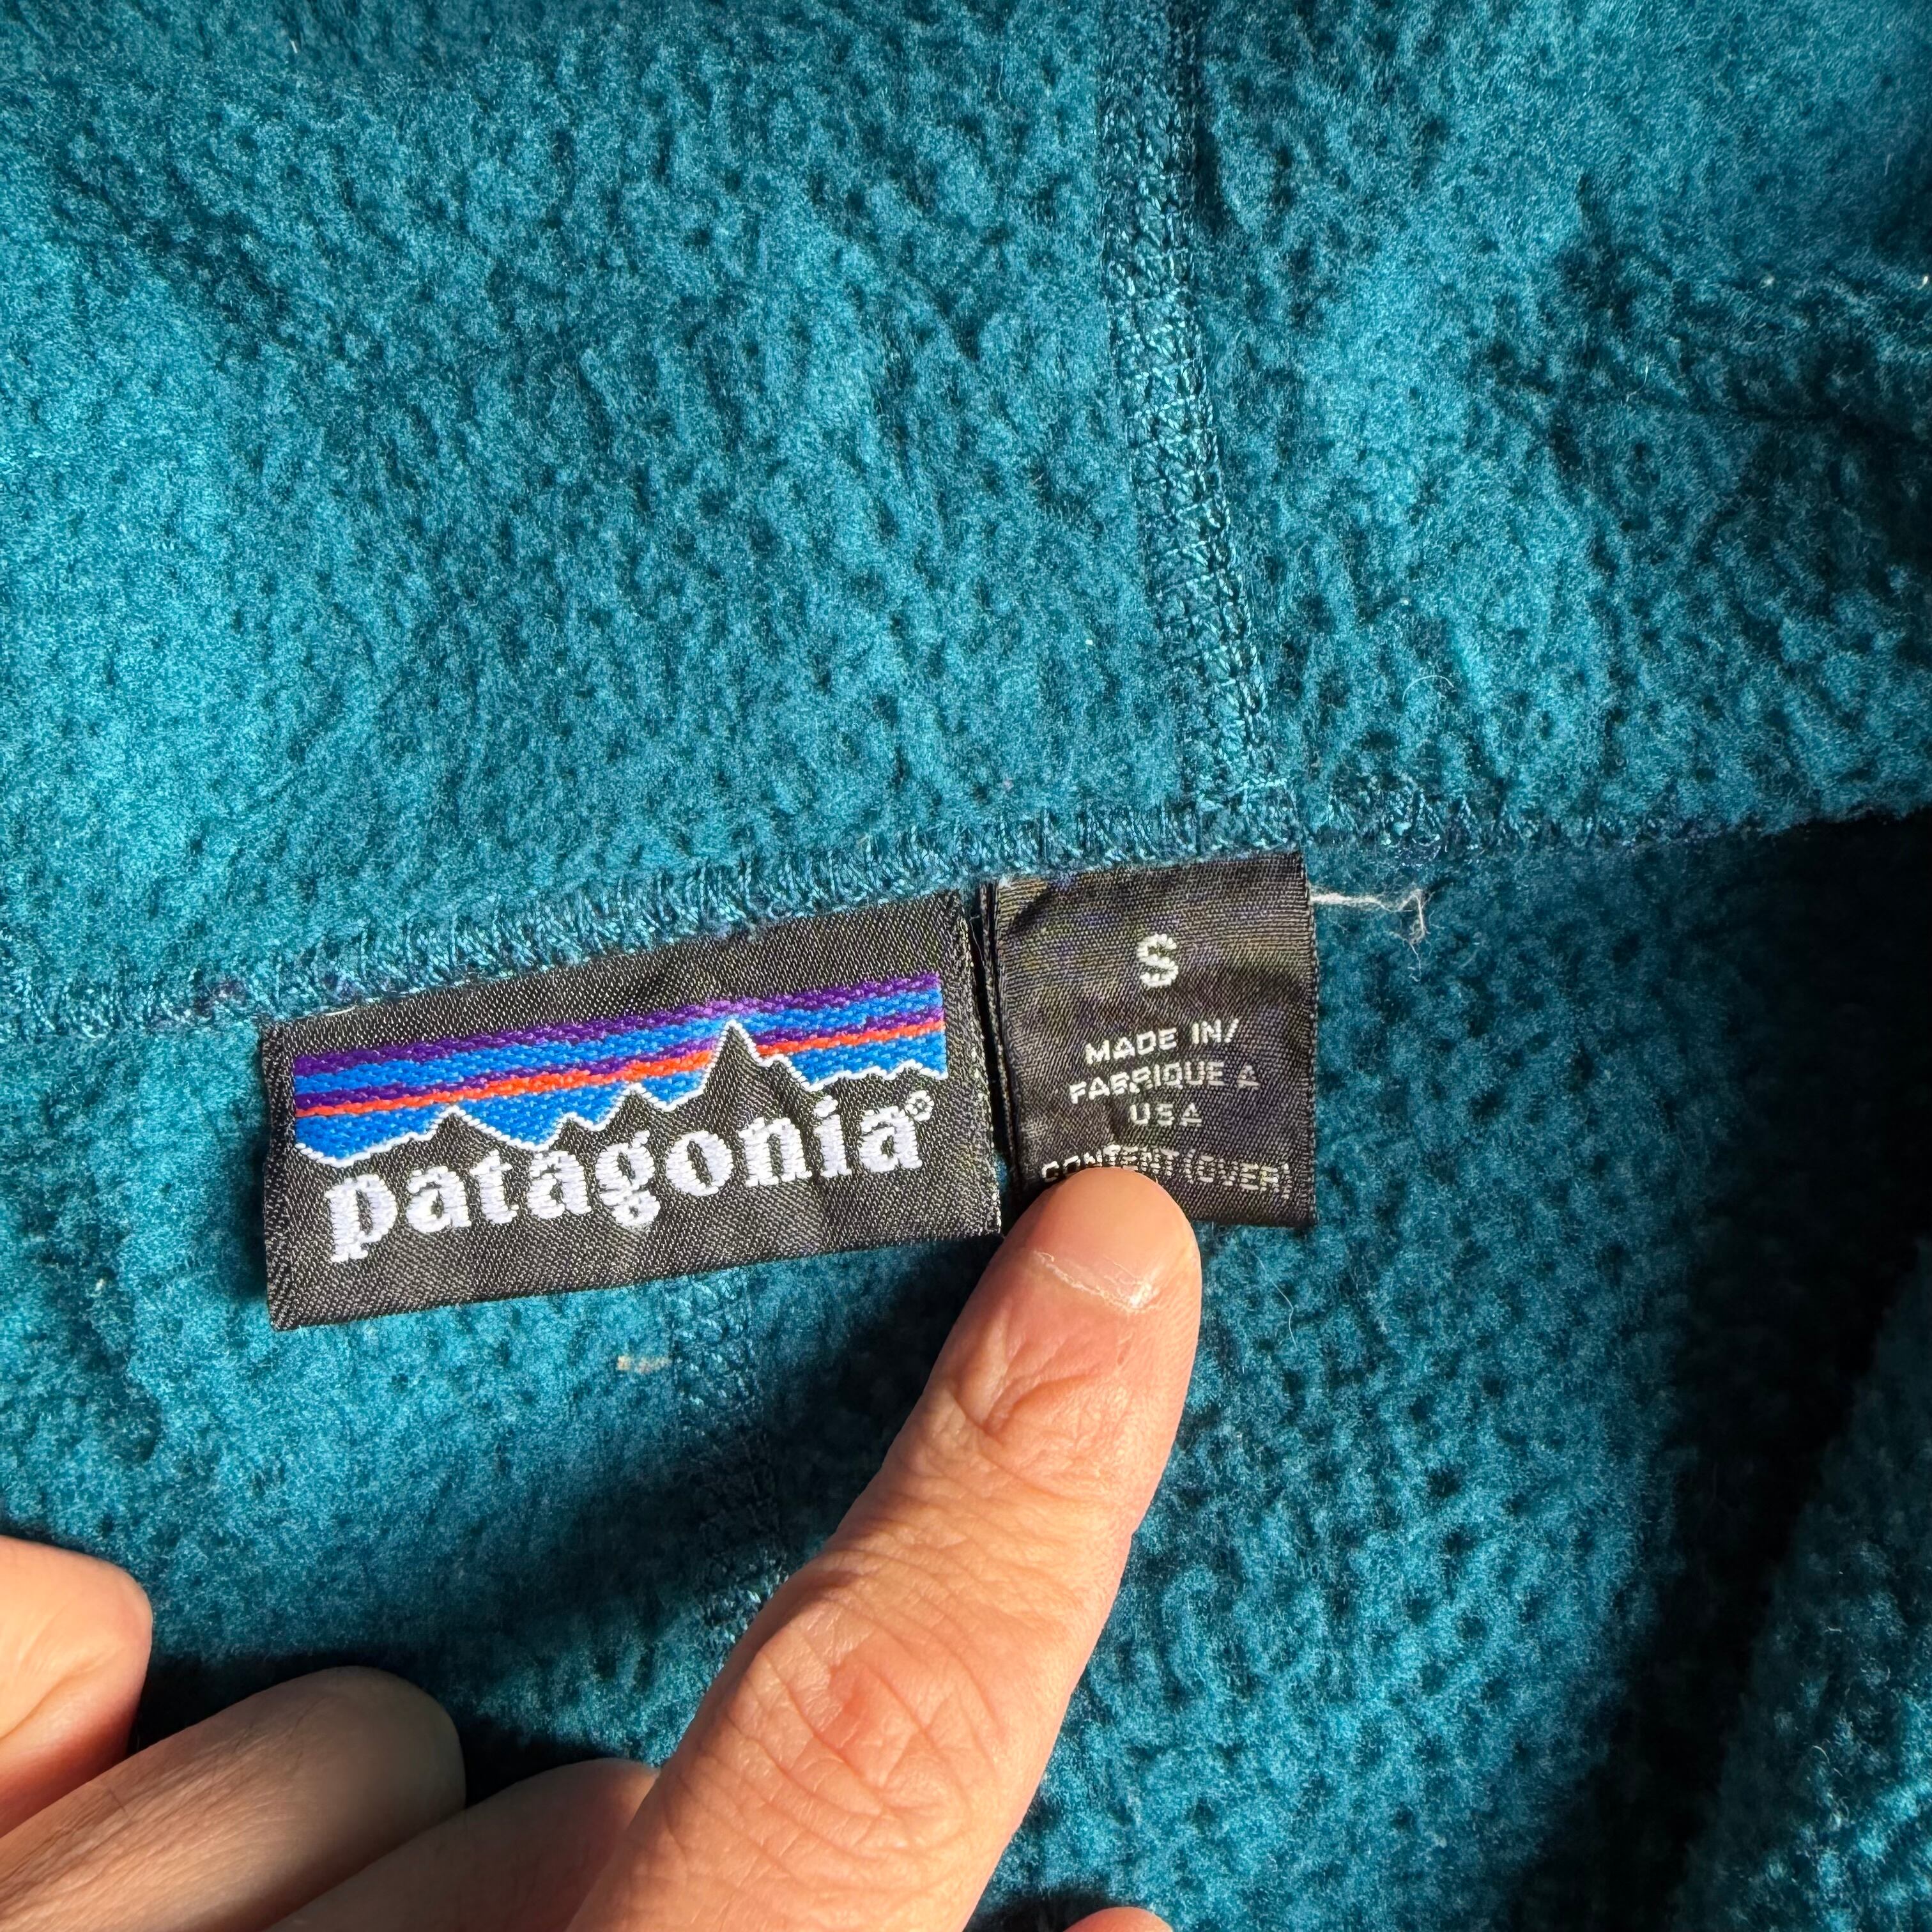 patagonia®
S
MADE IN/
FABRIQUE A
USA
CONTENT (OVER)